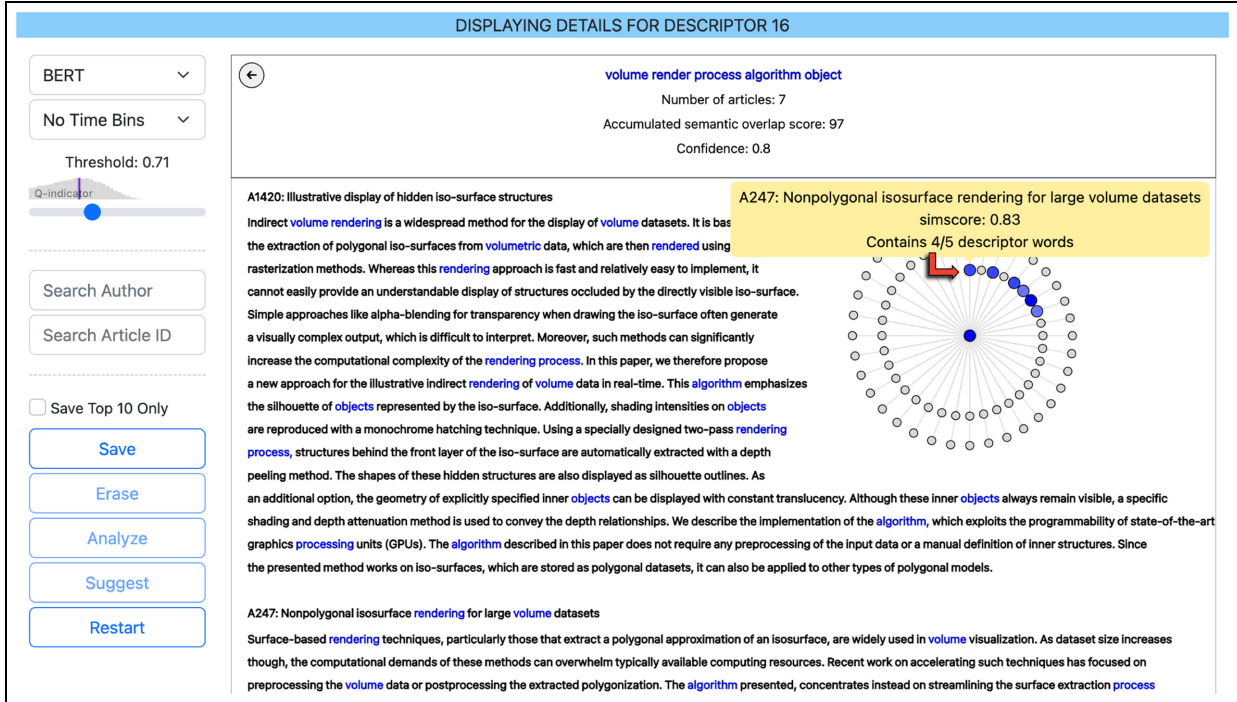 DISPLAYING DETAILS FOR DESCRIPTOR 16
BERT
No Time Bins
Threshold: 0.71
Q-indicator
Search Author
Search Article ID
Save Top 10 Only
Save
Erase
Analyze
Suggest
Restart
volume render process algorithm object
Number of articles: 7
Accumulated semantic overlap score: 97
Confidence: 0.8
A247: Nonpolygonal isosurface rendering for large volume datasets
simscore: 0.83
Contains 4/5 descriptor words
A1420: Illustrative display of hidden iso-surface structures
Indirect volume rendering is a widespread method for the display of volume datasets. It is bas
the extraction of polygonal iso-surfaces from volumetric data, which are then rendered using
rasterization methods. Whereas this rendering approach is fast and relatively easy to implement, it
cannot easily provide an understandable display of structures occluded by the directly visible iso-surface.
Simple approaches like alpha-blending for transparency when drawing the iso-surface often generate
a visually complex output, which is difficult to interpret. Moreover, such methods can significantly
increase the computational complexity of the rendering process. In this paper, we therefore propose
a new approach for the illustrative indirect rendering of volume data in real-time. This algorithm emphasizes
the silhouette of objects represented by the iso-surface. Additionally, shading intensities on objects
are reproduced with a monochrome hatching technique. Using a specially designed two-pass rendering
process, structures behind the front layer of the iso-surface are automatically extracted with a depth
peeling method. The shapes of these hidden structures are also displayed as silhouette outlines. As
an additional option, the geometry of explicitly specified inner objects can be displayed with constant translucency. Although these inner objects always remain visible, a specific
shading and depth attenuation method is used to convey the depth relationships. We describe the implementation of the algorithm, which exploits the programmability of state-of-the-art
graphics processing units (GPUs). The algorithm described in this paper does not require any preprocessing of the input data or a manual definition of inner structures. Since
the presented method works on iso-surfaces, which are stored as polygonal datasets, it can also be applied to other types of polygonal models.
A247: Nonpolygonal isosurface rendering for large volume datasets
Surface-based rendering techniques, particularly those that extract a polygonal approximation of an isosurface, are widely used in volume visualization. As dataset size increases
though, the computational demands of these methods can overwhelm typically available computing resources. Recent work on accelerating such techniques has focused on
preprocessing the volume data or postprocessing the extracted polygonization. The algorithm presented, concentrates instead on streamlining the surface extraction process